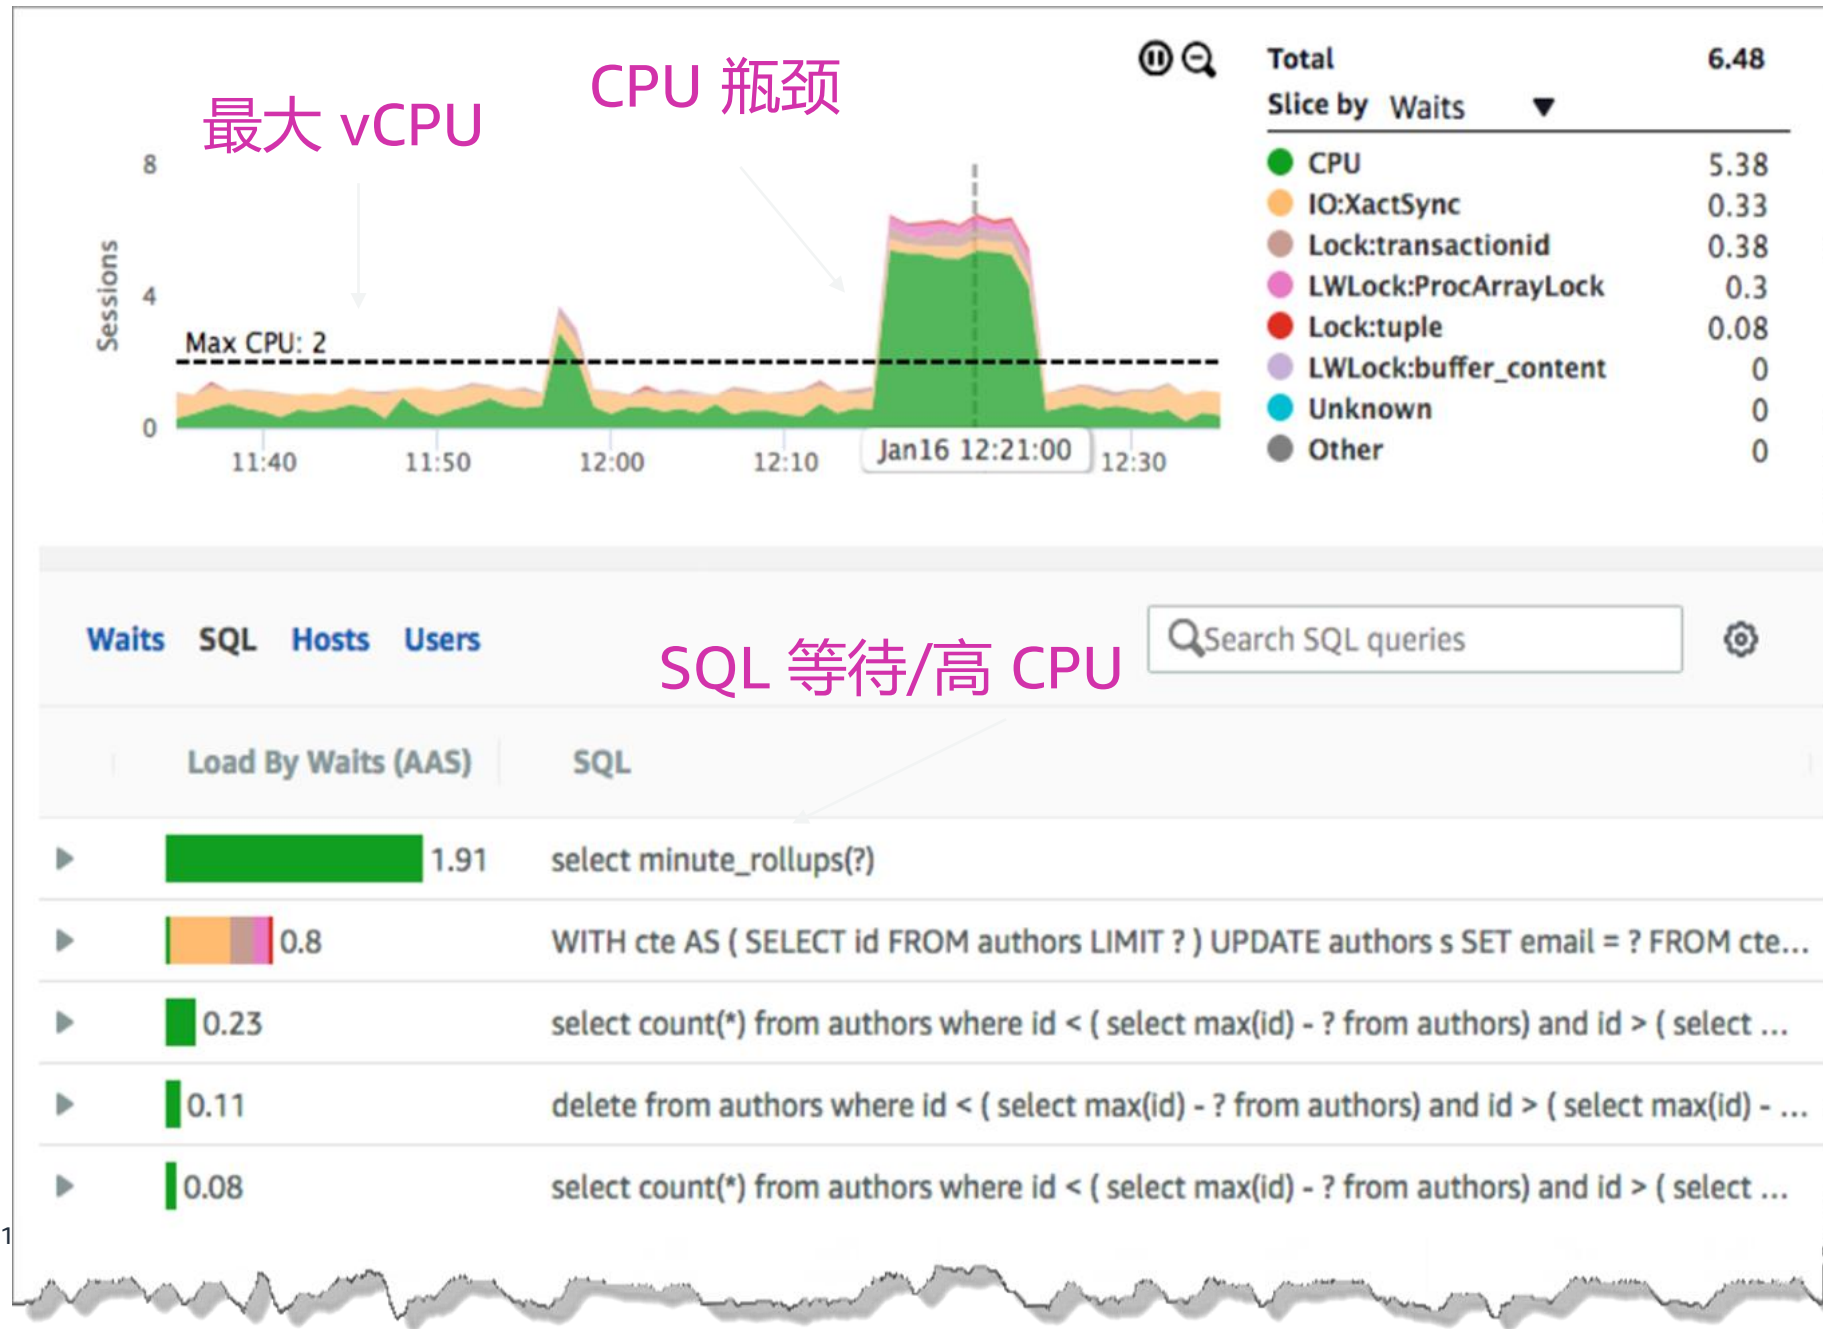 最大 vCPU
CPU 瓶颈
Total 6.48
Slice by Waits
CPU 5.38
IO:XactSync 0.33
Lock:transactionid 0.38
LWLock:ProcArrayLock 0.3
Lock:tuple 0.08
LWLock:buffer_content 0
Unknown 0
Other 0
Sessions
8
4
0
Max CPU: 2
11:40 11:50 12:00 12:10 Jan16 12:21:00 12:30
Waits SQL Hosts Users
SQL 等待/高 CPU
Search SQL queries
Load By Waits (AAS) SQL
1.91 select minute_rollups(?)
0.8 WITH cte AS ( SELECT id FROM authors LIMIT ? ) UPDATE authors s SET email = ? FROM cte...
0.23 select count(*) from authors where id < ( select max(id) - ? from authors) and id > ( select ...
0.11 delete from authors where id < ( select max(id) - ? from authors) and id > ( select max(id) - ...
0.08 select count(*) from authors where id < ( select max(id) - ? from authors) and id > ( select ...
1